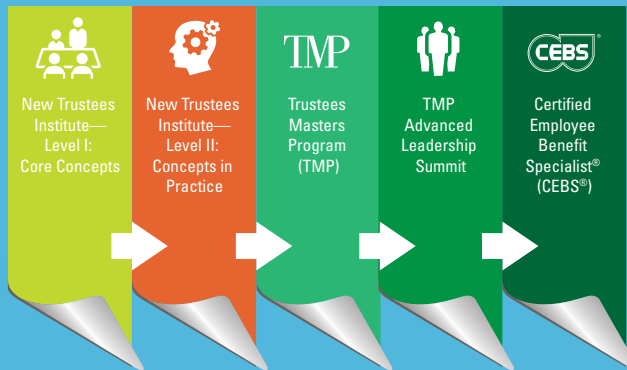 New Trustees
Institute—
Level I:
Core Concepts
New Trustees
Institute—
Level II:
Concepts in
Practice
TMP
Trustees
Masters
Program
(TMP)
TMP
Advanced
Leadership
Summit
CEBS®
Certified
Employee
Benefit
Specialist®
(CEBS®)